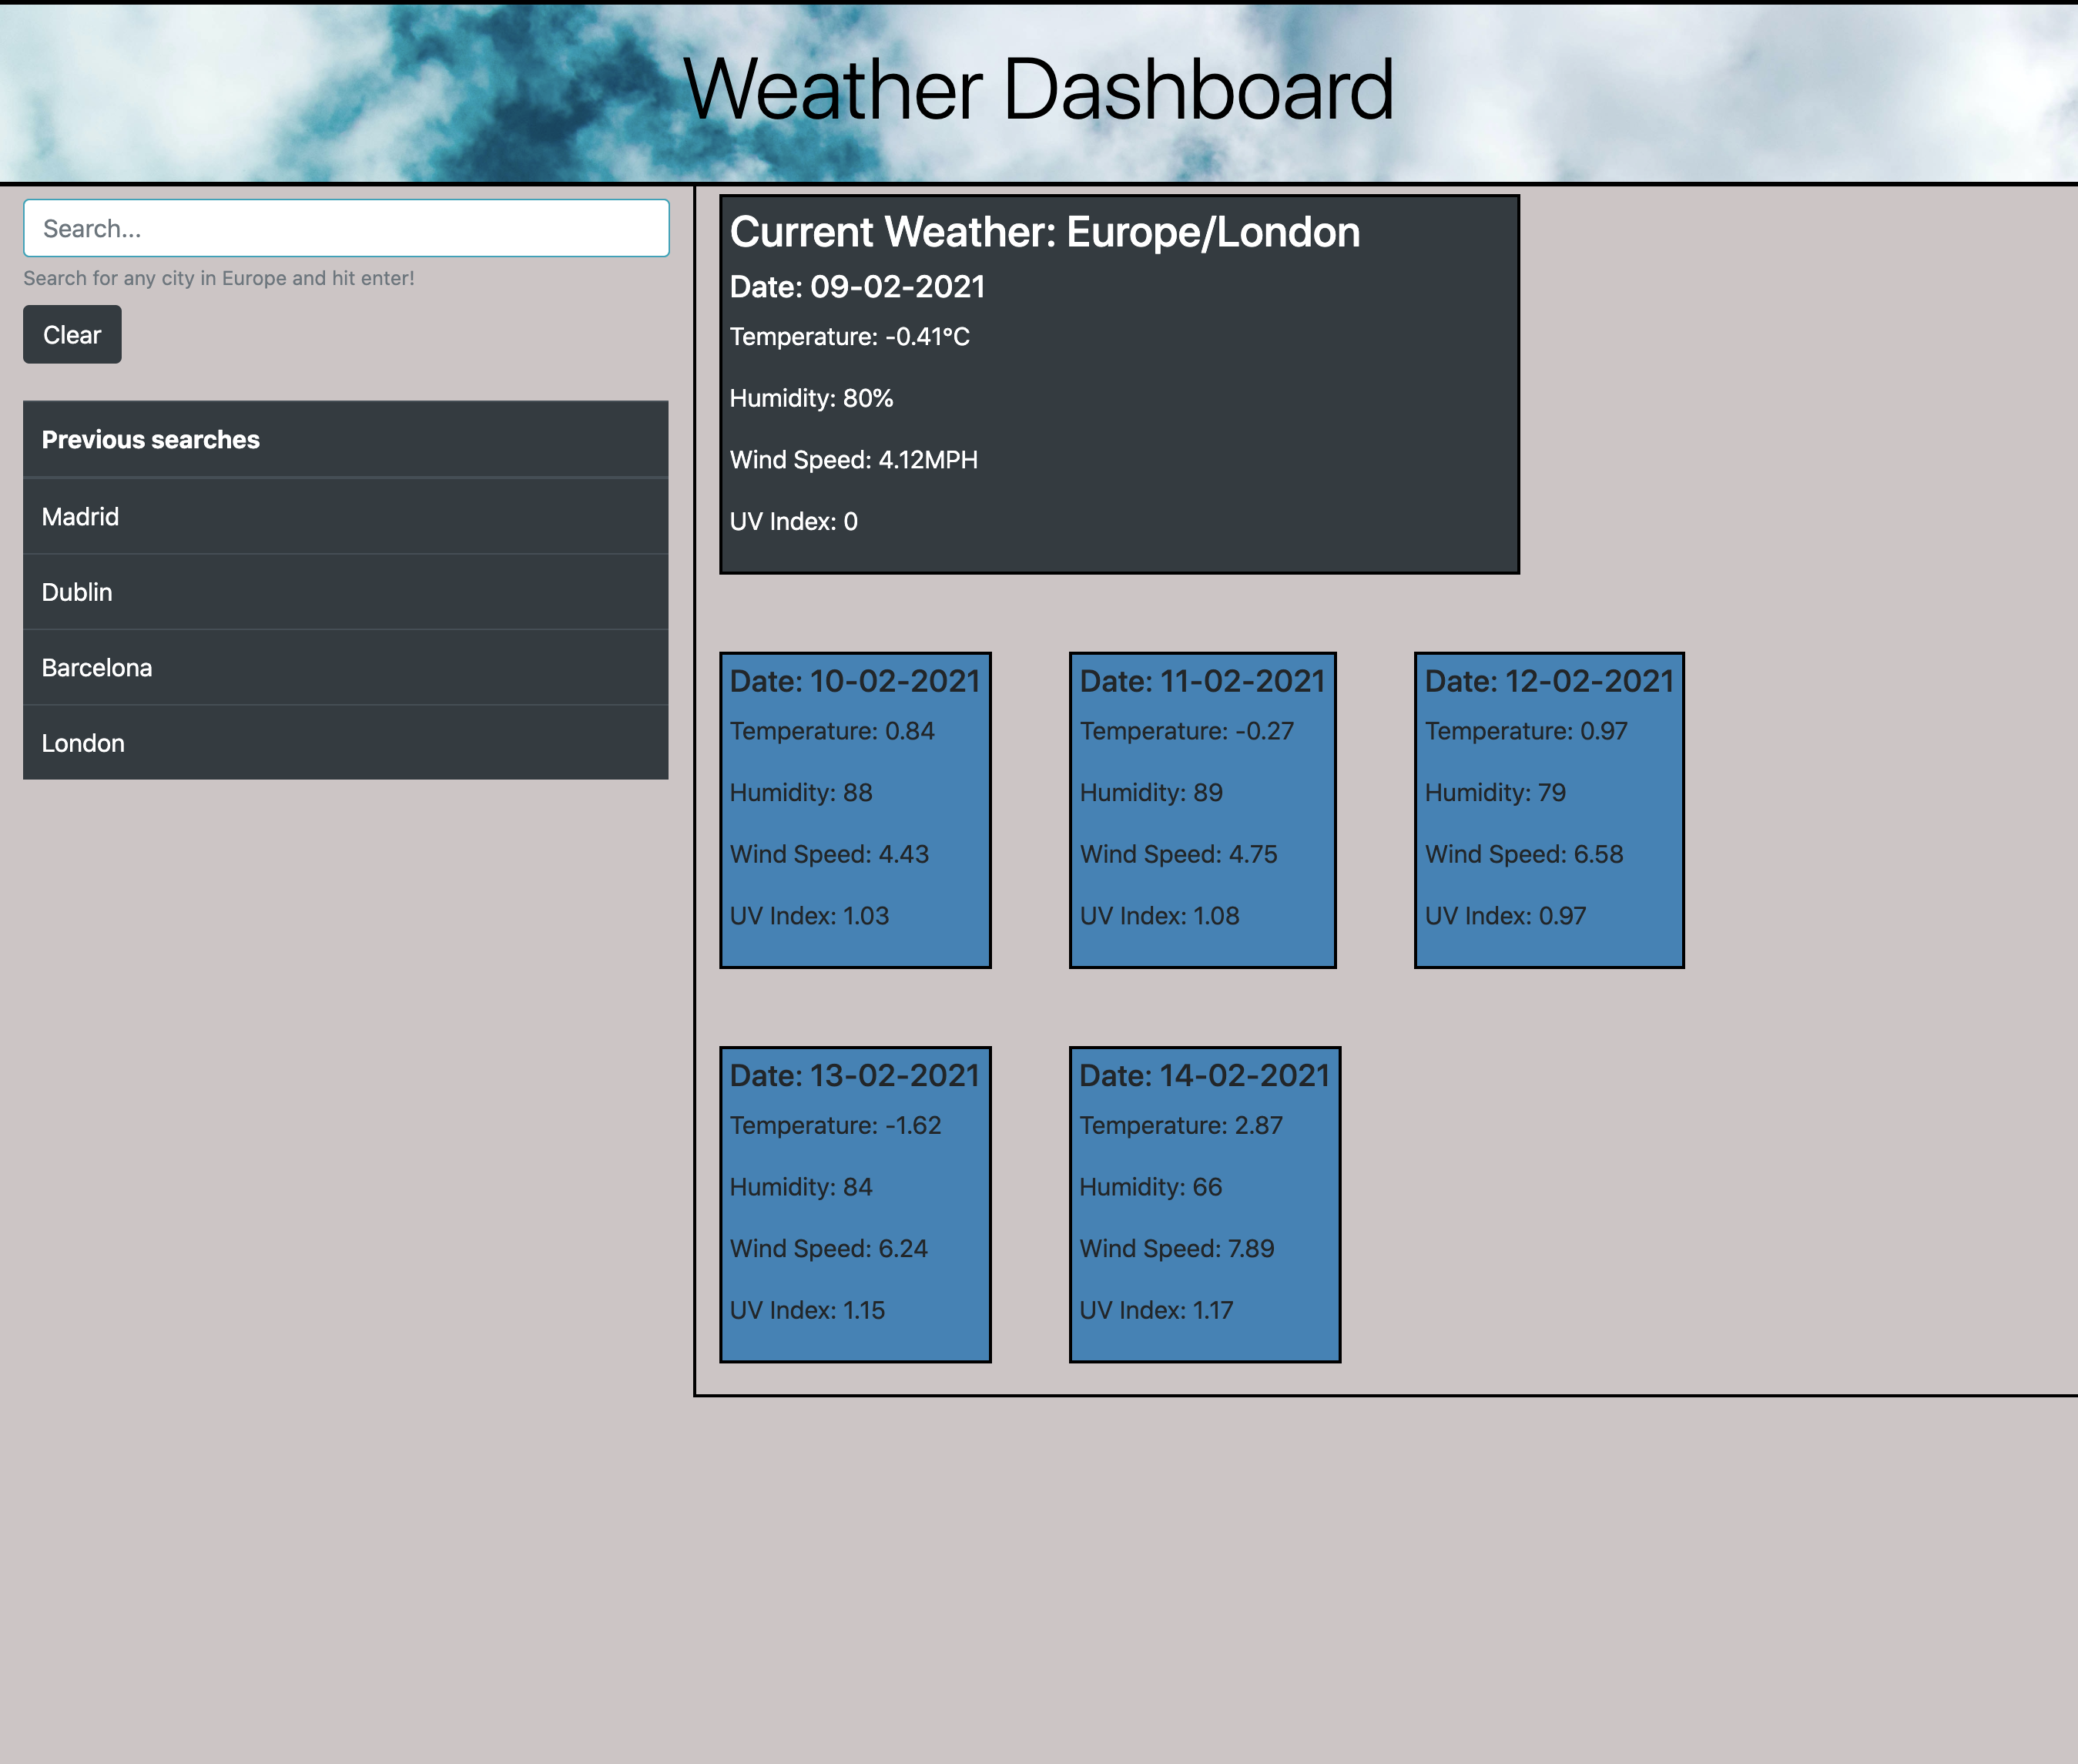 Weather Dashboard
Search...
Search for any city in Europe and hit enter!
Clear
Previous searches
Madrid
Dublin
Barcelona
London
Current Weather: Europe/London
Date: 09-02-2021
Temperature: -0.41°C
Humidity: 80%
Wind Speed: 4.12MPH
UV Index: 0
Date: 10-02-2021
Temperature: 0.84
Humidity: 88
Wind Speed: 4.43
UV Index: 1.03
Date: 11-02-2021
Temperature: -0.27
Humidity: 89
Wind Speed: 4.75
UV Index: 1.08
Date: 12-02-2021
Temperature: 0.97
Humidity: 79
Wind Speed: 6.58
UV Index: 0.97
Date: 13-02-2021
Temperature: -1.62
Humidity: 84
Wind Speed: 6.24
UV Index: 1.15
Date: 14-02-2021
Temperature: 2.87
Humidity: 66
Wind Speed: 7.89
UV Index: 1.17